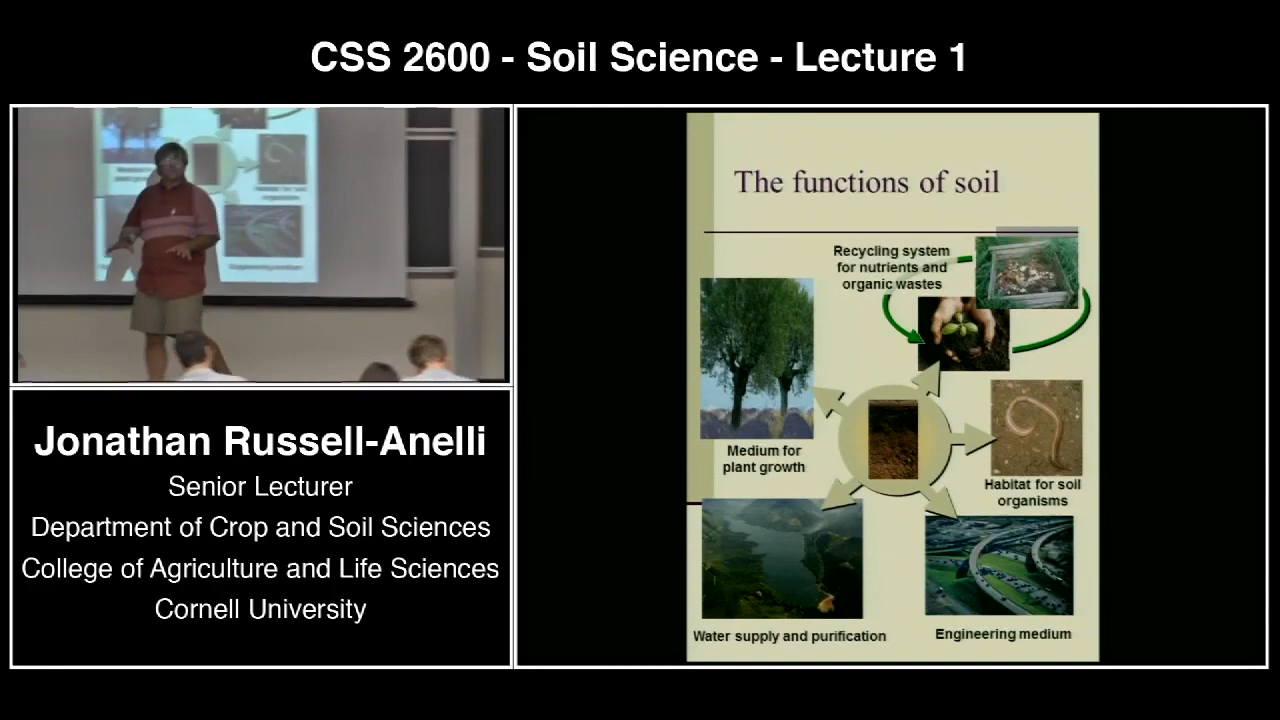 CSS 2600 - Soil Science - Lecture 1
Jonathan Russell-Anelli
Senior Lecturer
Department of Crop and Soil Sciences
College of Agriculture and Life Sciences
Cornell University
The functions of soil
Recycling system
for nutrients and
organic wastes
Medium for
plant growth
Habitat for soil
organisms
Water supply and purification
Engineering medium